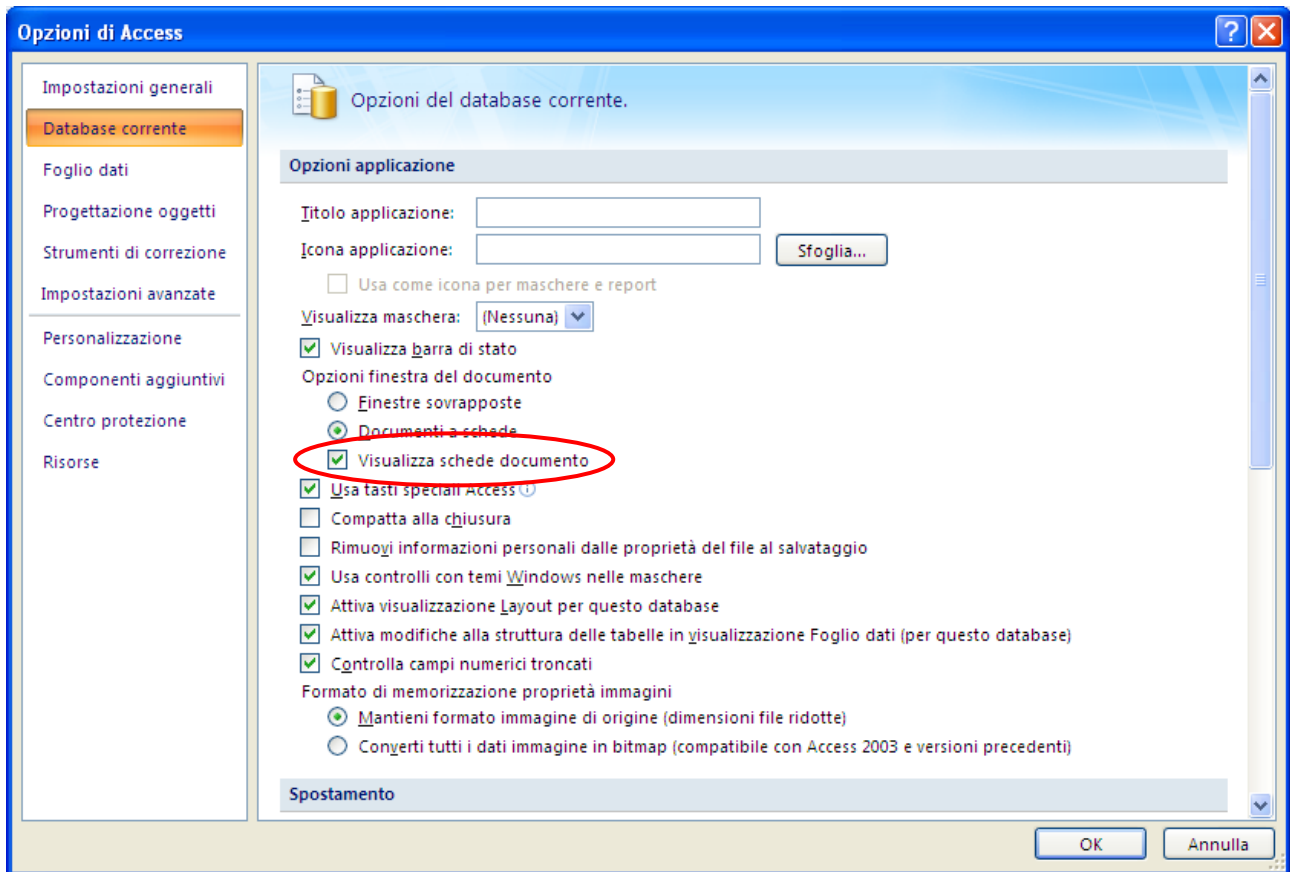 Opzioni di Access
Impostazioni generali
Database corrente
Foglio dati
Progettazione oggetti
Strumenti di correzione
Impostazioni avanzate
Personalizzazione
Componenti aggiuntivi
Centro protezione
Risorse
Opzioni del database corrente.
Opzioni applicazione
Titolo applicazione:
Icona applicazione: Sfoglia...
Usa come icona per maschere e report
Visualizza maschera: (Nessuna)
Visualizza barra di stato
Opzioni finestra del documento
Finestre sovrapposte
Documenti a schede
Visualizza schede documento
Usa tasti speciali Access
Compatta alla chiusura
Rimuovi informazioni personali dalle proprietà del file al salvataggio
Usa controlli con temi Windows nelle maschere
Attiva visualizzazione Layout per questo database
Attiva modifiche alla struttura delle tabelle in visualizzazione Foglio dati (per questo database)
Controlla campi numerici troncati
Formato di memorizzazione proprietà immagini
Mantieni formato immagine di origine (dimensioni file ridotte)
Converti tutti i dati immagine in bitmap (compatibile con Access 2003 e versioni precedenti)
Spostamento
OK Annulla